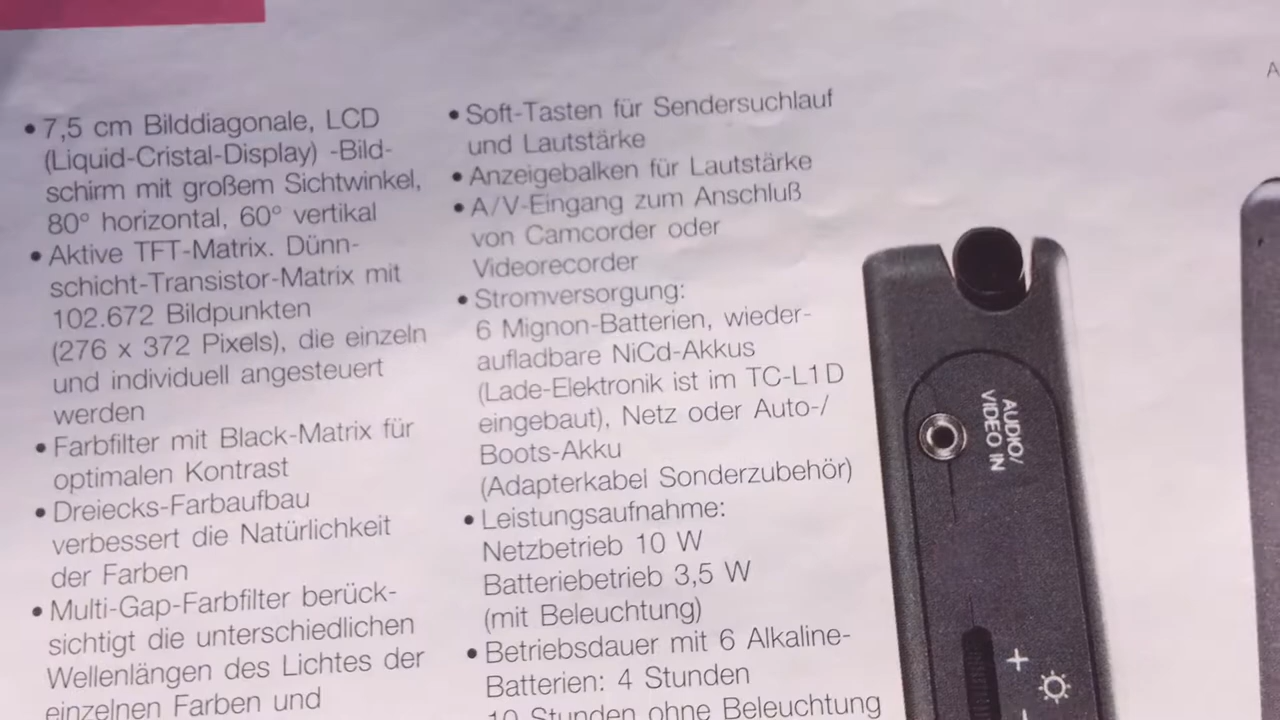 • 7,5 cm Bilddiagonale, LCD
(Liquid-Cristal-Display) -Bild-
schirm mit großem Sichtwinkel,
80° horizontal, 60° vertikal
• Aktive TFT-Matrix. Dünn-
schicht-Transistor-Matrix mit
102.672 Bildpunkten
(276 x 372 Pixels), die einzeln
und individuell angesteuert
werden
• Farbfilter mit Black-Matrix für
optimalen Kontrast
• Dreiecks-Farbaufbau
verbessert die Natürlichkeit
der Farben
• Multi-Gap-Farbfilter berück-
sichtigt die unterschiedlichen
Wellenlängen des Lichtes der
einzelnen Farben und
• Soft-Tasten für Sendersuchlauf
und Lautstärke
• Anzeigebalken für Lautstärke
• A/V-Eingang zum Anschluß
von Camcorder oder
Videorecorder
• Stromversorgung:
6 Mignon-Batterien, wieder-
aufladbare NiCd-Akkus
(Lade-Elektronik ist im TC-L1D
eingebaut), Netz oder Auto-/
Boots-Akku
(Adapterkabel Sonderzubehör)
• Leistungsaufnahme:
Netzbetrieb 10 W
Batteriebetrieb 3,5 W
(mit Beleuchtung)
• Betriebsdauer mit 6 Alkaline-
Batterien: 4 Stunden
10 Stunden ohne Beleuchtung
AUDIO/
VIDEO IN
+